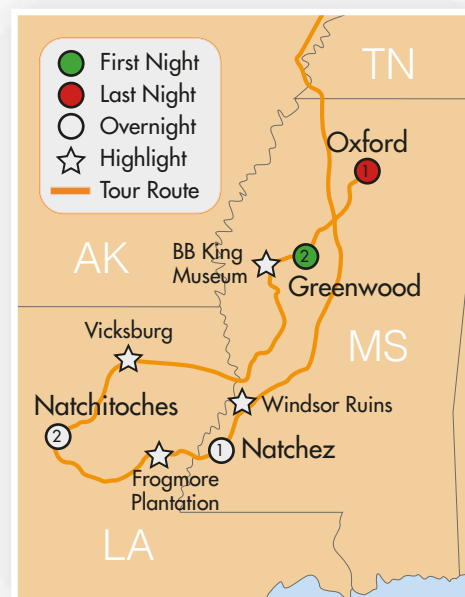 First Night
Last Night
Overnight
Highlight
Tour Route
TN
Oxford
1
BB King
Museum
2
Greenwood
AK
MS
Vicksburg
Natchitoches
2
Windsor Ruins
1
Natchez
Frogmore
Plantation
LA